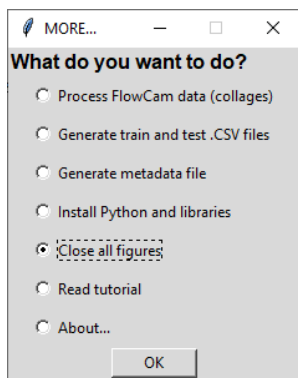 MORE...
What do you want to do?
Process FlowCam data (collages)
Generate train and test .CSV files
Generate metadata file
Install Python and libraries
Close all figures
Read tutorial
About...
OK